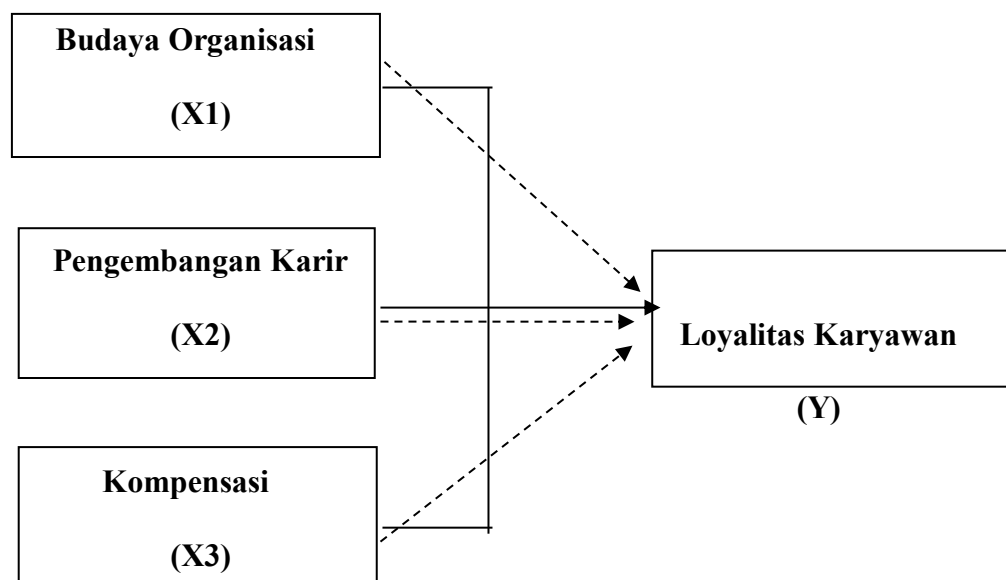 Budaya Organisasi
(X1)
Pengembangan Karir
(X2)
Loyalitas Karyawan
(Y)
Kompensasi
(X3)